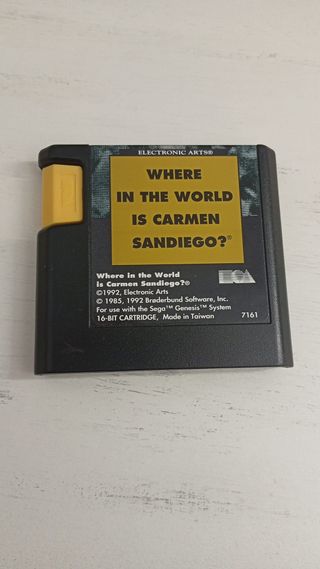 ELECTRONIC ARTS®
WHERE
IN THE WORLD
IS CARMEN
SANDIEGO?®
Where in the World
is Carmen Sandiego?®
©1992, Electronic Arts
© 1985, 1992 Brøderbund Software, Inc.
For use with the Sega™ Genesis™ System
16-BIT CARTRIDGE, Made in Taiwan
EA
7161